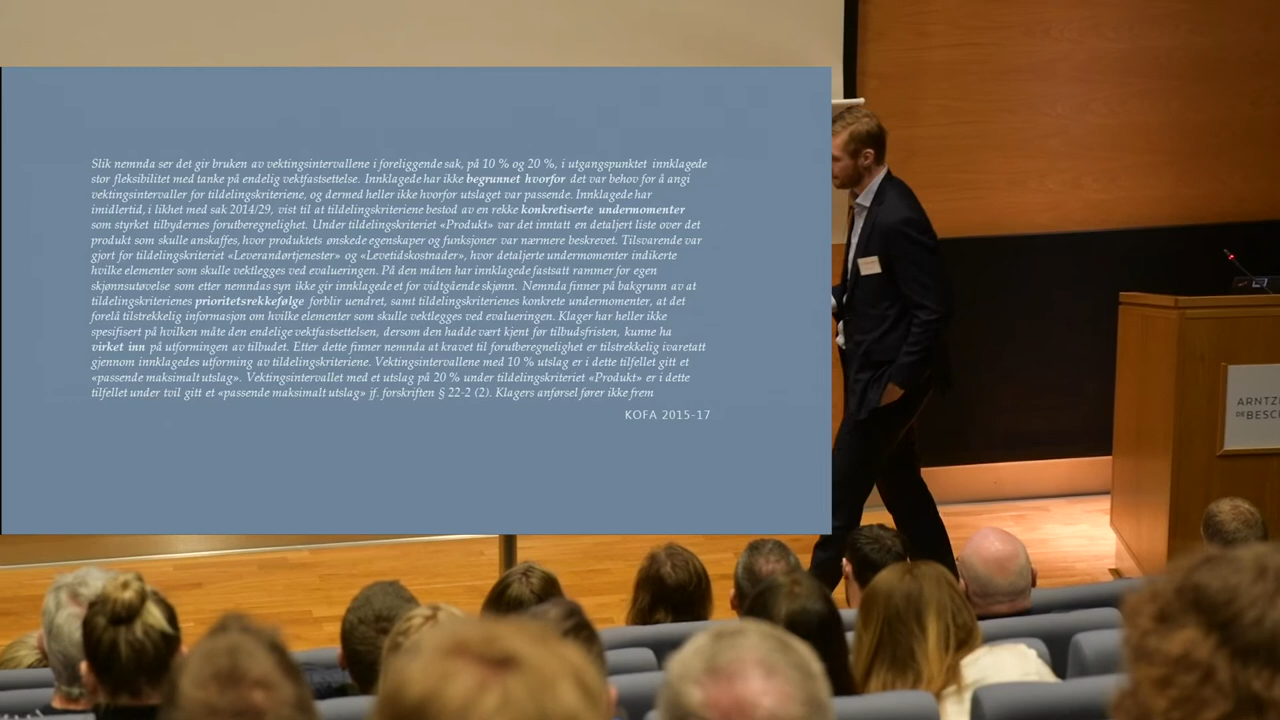 Slik nemnda ser det gir bruken av vektingsintervallene i foreliggende sak, på 10 % og 20 %, i utgangspunktet innklagede
stor fleksibilitet med tanke på endelig vektfastsettelse. Innklagede har ikke begrunnet hvorfor det var behov for å angi
vektingsintervaller for tildelingskriteriene, og dermed heller ikke hvorfor utslaget var passende. Innklagede har
imidlertid, i likhet med sak 2014/29, vist til at tildelingskriteriene bestod av en rekke konkretiserte undermomenter
som styrket tilbydernes forutberegnelighet. Under tildelingskriteriet «Produkt» var det inntatt en detaljert liste over det
produkt som skulle anskaffes, hvor produktets ønskede egenskaper og funksjoner var nærmere beskrevet. Tilsvarende var
gjort for tildelingskriteriet «Leverandørtjenester» og «Levetidskostnader», hvor detaljerte undermomenter indikerte
hvilke elementer som skulle vektlegges ved evalueringen. På den måten har innklagede fastsatt rammer for egen
skjønnsutøvelse som etter nemndas syn ikke gir innklagede et for vidtgående skjønn. Nemnda finner på bakgrunn av at
tildelingskriterienes prioritetsrekkefølge forblir uendret, samt tildelingskriterienes konkrete undermomenter, at det
forelå tilstrekkelig informasjon om hvilke elementer som skulle vektlegges ved evalueringen. Klager har heller ikke
spesifisert på hvilken måte den endelige vektfastsettelsen, dersom den hadde vært kjent før tilbudsfristen, kunne ha
virket inn på utformingen av tilbudet. Etter dette finner nemnda at kravet til forutberegnelighet er tilstrekkelig ivaretatt
gjennom innklagedes utforming av tildelingskriteriene. Vektingsintervallene med 10 % utslag er i dette tilfellet gitt et
«passende maksimalt utslag». Vektingsintervallet med et utslag på 20 % under tildelingskriteriet «Produkt» er i dette
tilfellet under tvil gitt et «passende maksimalt utslag» jf. forskriften § 22-2 (2). Klagers anførsel fører ikke frem
KOFA 2015-17
ARNTZ
DE BESCH